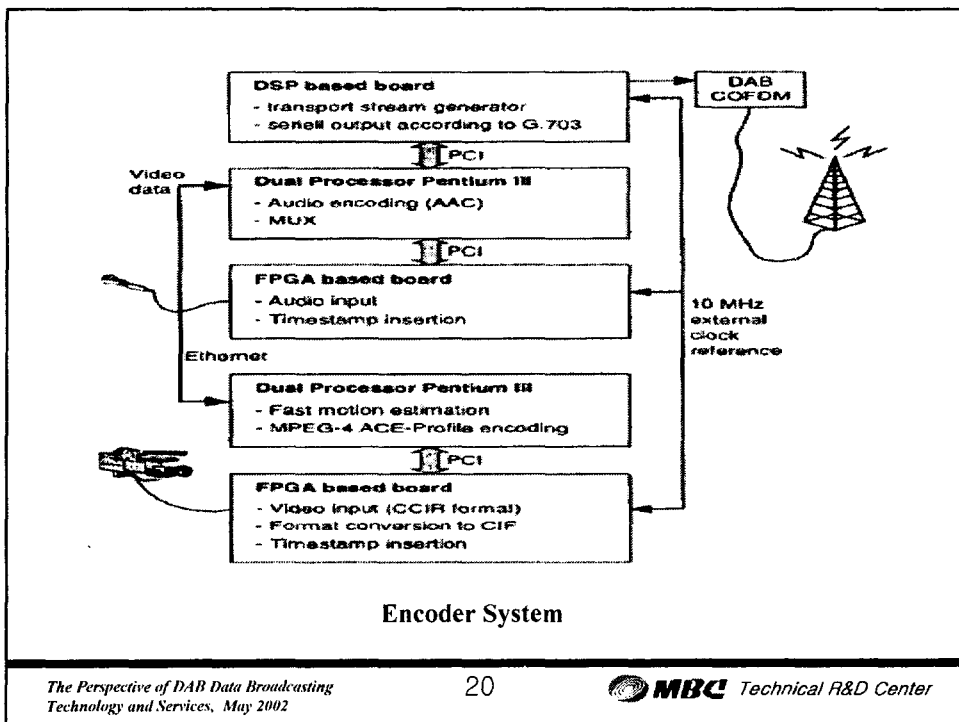 DSP based board
- transport stream generator
- seriell output according to G.703
DAB
COFDM
PCI
Video
data
Dual Processor Pentium III
- Audio encoding (AAC)
- MUX
PCI
FPGA based board
- Audio input
- Timestamp insertion
10 MHz
external
clock
reference
Ethernet
Dual Processor Pentium III
- Fast motion estimation
- MPEG-4 ACE-Profile encoding
PCI
FPGA based board
- Video input (CCIR format)
- Format conversion to CIF
- Timestamp insertion
Encoder System
The Perspective of DAB Data Broadcasting
Technology and Services, May 2002
20
MBC Technical R&D Center